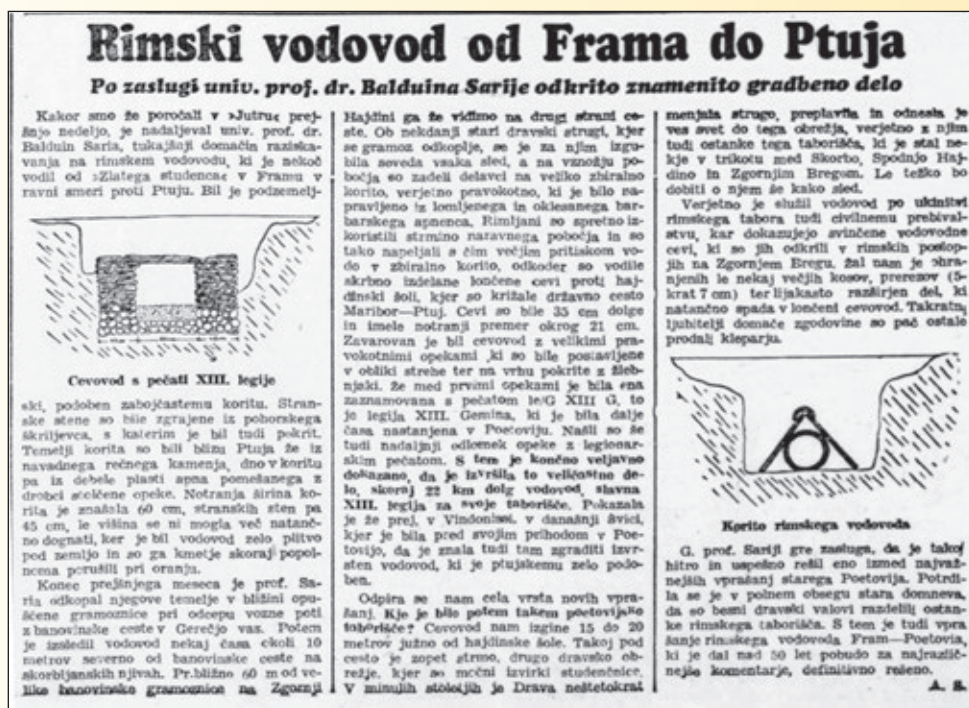 Rimski vodovod od Frama do Ptuja
Po zaslugi univ. prof. dr. Balduina Sarije odkrito znamenito gradbeno delo
Kakor smo že poročali v »Jutru« prej-
šnjo nedeljo, je nadaljeval univ. prof. dr.
Balduin Saria, tukajšnji domačin raziska-
vanja na rimskem vodovodu, ki je nekoč
vodil od »Zlatega studenca« v Framu v
ravni smeri proti Ptuju. Bil je podzemelj-
Cevovod s pečati XIII. legije
ski, podoben zabojčastemu koritu. Stran-
ske stene so bile zgrajene iz pohorskega
škriljevca, s katerim je bil tudi pokrit.
Temelji korita so bili blizu Ptuja že iz
navadnega rečnega kamenja, dno v koritu
pa iz debele plasti apna pomešanega z
drobci stolčene opeke. Notranja širina ko-
rita je znašala 60 cm, stranskih sten pa
45 cm, le višina se ni mogla več natanč-
no dognati, ker je bil vodovod zelo plitvo
pod zemljo in so ga kmetje skoraj popol-
noma porušili pri oranju.
Konec prejšnjega meseca je prof. Sa-
ria odkopal njegove temelje v bližini opu-
ščene gramoznice pri odcepu vozne poti
z banovinske ceste v Gerečjo vas. Potem
je izsledil vodovod nekaj časa okoli 10
metrov severno od banovinske ceste na
skorbljanskih njivah. Približno 60 m od ve-
like banovinske gramoznice na Zgornji
Hajdini ga že vidimo na drugi strani ce-
ste. Ob nekdanji stari dravski strugi, kjer
se gramoz odkoplje, se je za njim izgu-
bila seveda vsaka sled, a na vznožju po-
bočja so zadeli delavci na veliko zbiralno
korito, verjetno pravokotno, ki je bilo na-
pravljeno iz lomljenega in oklesanega bar-
barskega apnenca. Rimljani so spretno iz-
koristili strmino naravnega pobočja in so
tako napeljali s čim večjim pritiskom vo-
do v zbiralno korito, odkoder so vodile
skrbno izdelane lončene cevi proti haj-
dinski šoli, kjer so križale državno cesto
Maribor—Ptuj. Cevi so bile 35 cm dolge
in imele notranji premer okrog 21 cm.
Zavarovan je bil cevovod z velikimi pra-
vokotnimi opekami ,ki so bile postavljene
v obliki strehe ter na vrhu pokrite z žleb-
njaki. Že med prvimi opekami je bila ena
zaznamovana s pečatom leG XIII G, to
je legija XIII. Gemina, ki je bila dalje
časa nastanjena v Poetoviju. Našli so še
tudi nadaljnji odlomek opeke z legionar-
skim pečatom. S tem je končno veljavno
dokazano, da je izvršila to veličastno de-
lo, skoraj 22 km dolg vodovod, slavna
XIII. legija za svoje taborišče. Pokazala
je že prej, v Vindonissi, v današnji Švici,
kjer je bila pred svojim prihodom v Poe-
tovijo, da je znala tudi tam zgraditi izvr-
sten vodovod, ki je ptujskemu zelo podo-
ben.
Odpira se nam cela vrsta novih vpra-
šanj. Kje je bilo potem takem poetovijsko
taborišče? Cevovod nam izgine 15 do 20
metrov južno od hajdinske šole. Takoj pod
cesto je zopet strmo, drugo dravsko ob-
režje, kjer so močni izvirki studenčnice.
V minulih stoletjih je Drava neštetokrat
menjala strugo, preplavila in odnesla je
ves svet do tega obrežja, verjetno z njim
tudi ostanke tega taborišča, ki je stal ne-
kje v trikotu med Skorbo, Spodnjo Haj-
dino in Zgornjim Bregom. Le težko bo
dobiti o njem še kako sled.
Verjetno je služil vodovod po ukinitvi
rimskega tabora tudi civilnemu prebival-
stvu, kar dokazujejo svinčene vodovodne
cevi, ki so jih odkrili v rimskih poslop-
jih na Zgornjem Bregu. Žal nam je ohra-
njenih le nekaj večjih kosov, prerezov (5-
krat 7 cm) ter lijakasto razširjen del, ki
natančno spada v lončeni cevovod. Takratni
ljubitelji domače zgodovine so pač ostale
prodali kleparju.
Korito rimskega vodovoda
G. prof. Sariji gre zasluga, da je takoj
hitro in uspešno rešil eno izmed najvaž-
nejših vprašanj starega Poetovija. Potrdi-
la se je v polnem obsegu stara domneva,
da so besni dravski valovi razdelili ostan-
ke rimskega taborišča. S tem je tudi vpra
šanje rimskega vodovoda Fram—Poetovia,
ki je dal nad 50 let pobudo za najrazlič-
nejše komentarje, definitivno rešeno.
A. S.